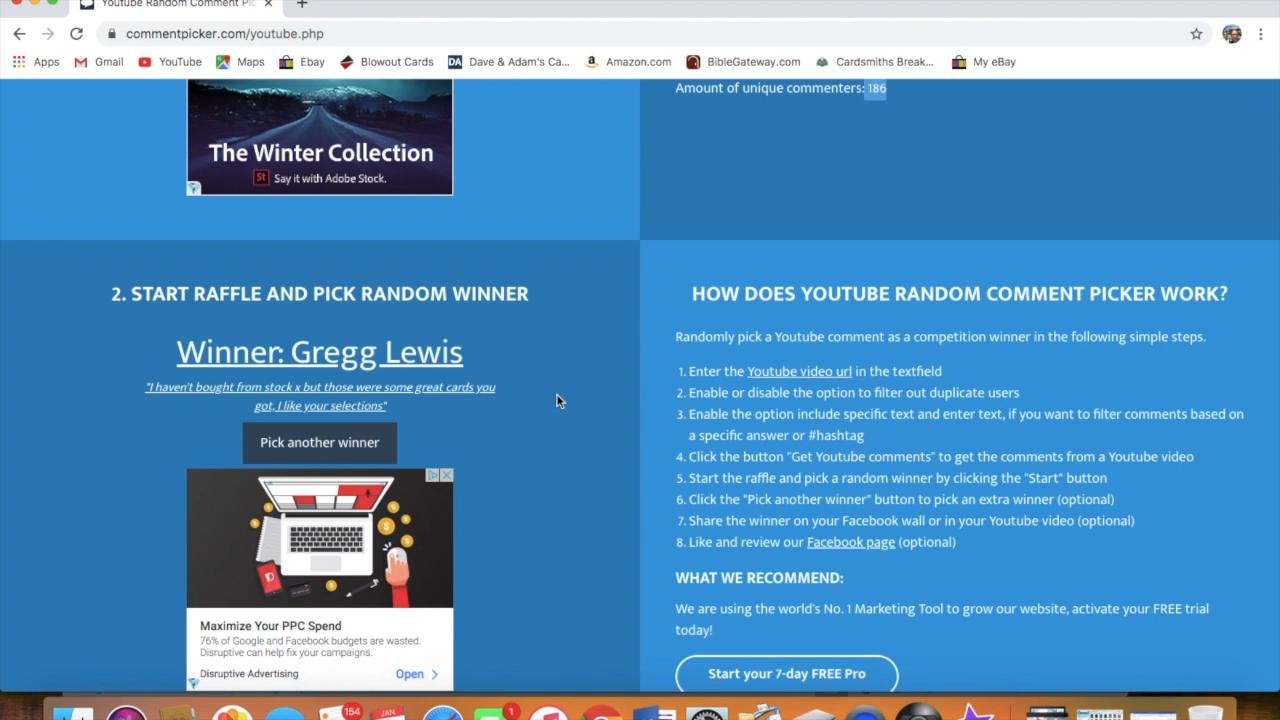 Youtube Random Comment Pic
commentpicker.com/youtube.php
Apps
Gmail
YouTube
Maps
Ebay
Blowout Cards
DA
Dave & Adam's Ca...
Amazon.com
BibleGateway.com
Cardsmiths Break...
My eBay
The Winter Collection
St Say it with Adobe Stock.
Amount of unique commenters: 186
2. START RAFFLE AND PICK RANDOM WINNER
Winner: Gregg Lewis
"I haven't bought from stock x but those were some great cards you
got, I like your selections"
Pick another winner
Maximize Your PPC Spend
76% of Google and Facebook budgets are wasted.
Disruptive can help fix your campaigns.
Disruptive Advertising
Open
HOW DOES YOUTUBE RANDOM COMMENT PICKER WORK?
Randomly pick a Youtube comment as a competition winner in the following simple steps.
1. Enter the Youtube video url in the textfield
2. Enable or disable the option to filter out duplicate users
3. Enable the option include specific text and enter text, if you want to filter comments based on
a specific answer or #hashtag
4. Click the button "Get Youtube comments" to get the comments from a Youtube video
5. Start the raffle and pick a random winner by clicking the "Start" button
6. Click the "Pick another winner" button to pick an extra winner (optional)
7. Share the winner on your Facebook wall or in your Youtube video (optional)
8. Like and review our Facebook page (optional)
WHAT WE RECOMMEND:
We are using the world's No. 1 Marketing Tool to grow our website, activate your FREE trial
today!
Start your 7-day FREE Pro
154
JAN
1